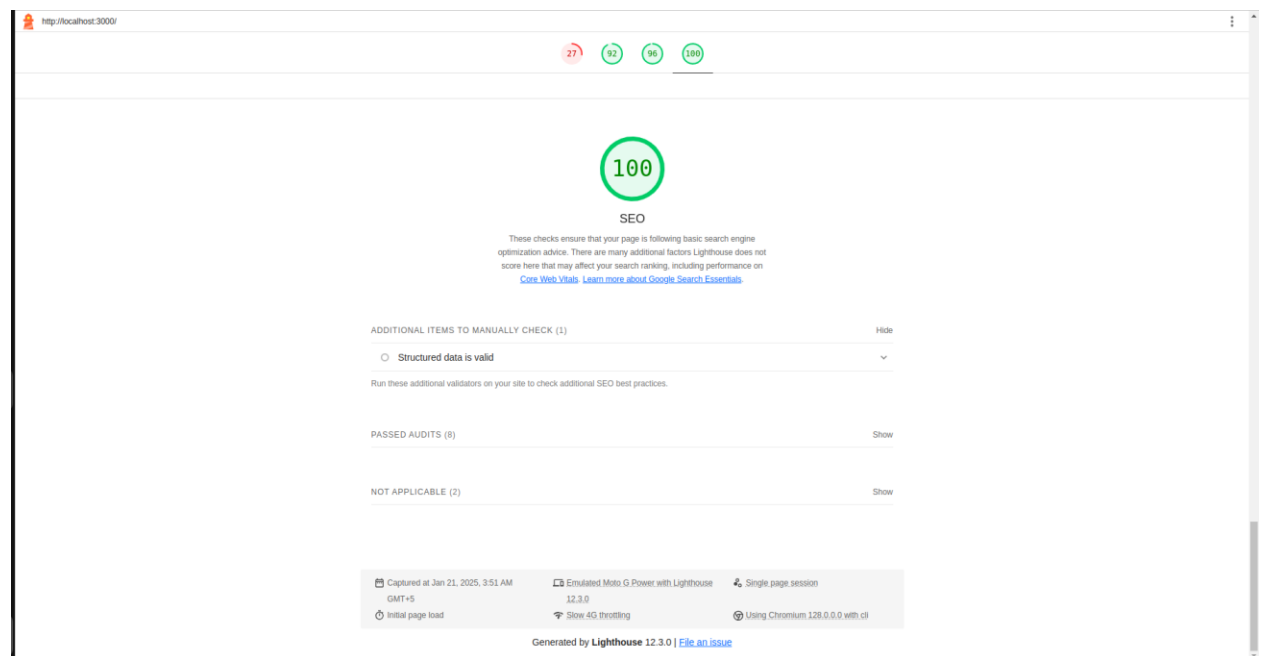 http://localhost:3000/
27 92 96 100
100
SEO
These checks ensure that your page is following basic search engine
optimization advice. There are many additional factors Lighthouse does not
score here that may affect your search ranking, including performance on
Core Web Vitals. Learn more about Google Search Essentials.
ADDITIONAL ITEMS TO MANUALLY CHECK (1) Hide
Structured data is valid
Run these additional validators on your site to check additional SEO best practices.
PASSED AUDITS (8) Show
NOT APPLICABLE (2) Show
Captured at Jan 21, 2025, 3:51 AM Emulated Moto G Power with Lighthouse Single page session
GMT+5 12.3.0
Initial page load Slow 4G throttling Using Chromium 128.0.0.0 with cli
Generated by Lighthouse 12.3.0 | File an issue